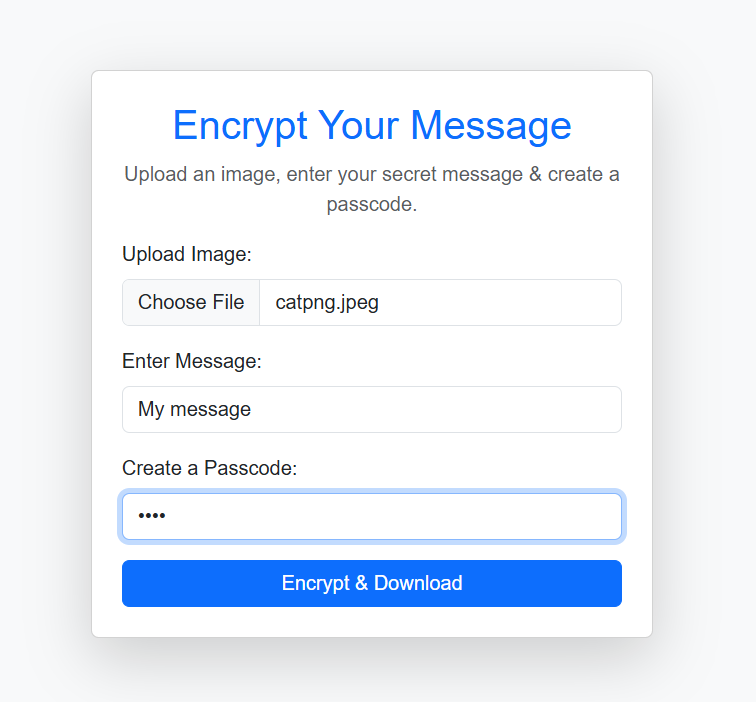 Encrypt Your Message
Upload an image, enter your secret message & create a
passcode.
Upload Image:
Choose File catpng.jpeg
Enter Message:
My message
Create a Passcode:
••••
Encrypt & Download